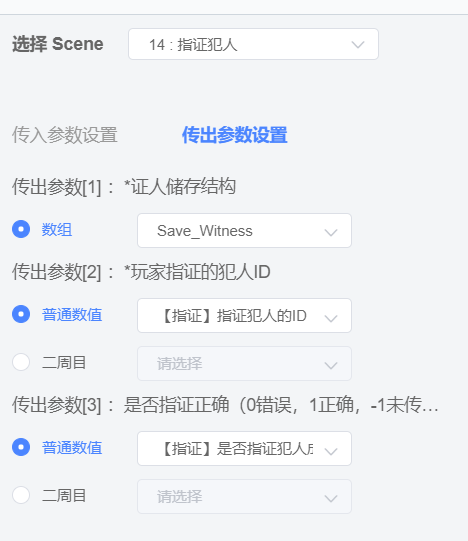 选择 Scene 14 : 指证犯人
传入参数设置 传出参数设置
传出参数[1] : *证人储存结构
数组 Save_Witness
传出参数[2] : *玩家指证的犯人ID
普通数值 【指证】指证犯人的ID
二周目 请选择
传出参数[3] : 是否指证正确（0错误，1正确，-1未传…
普通数值 【指证】是否指证犯人
二周目 请选择